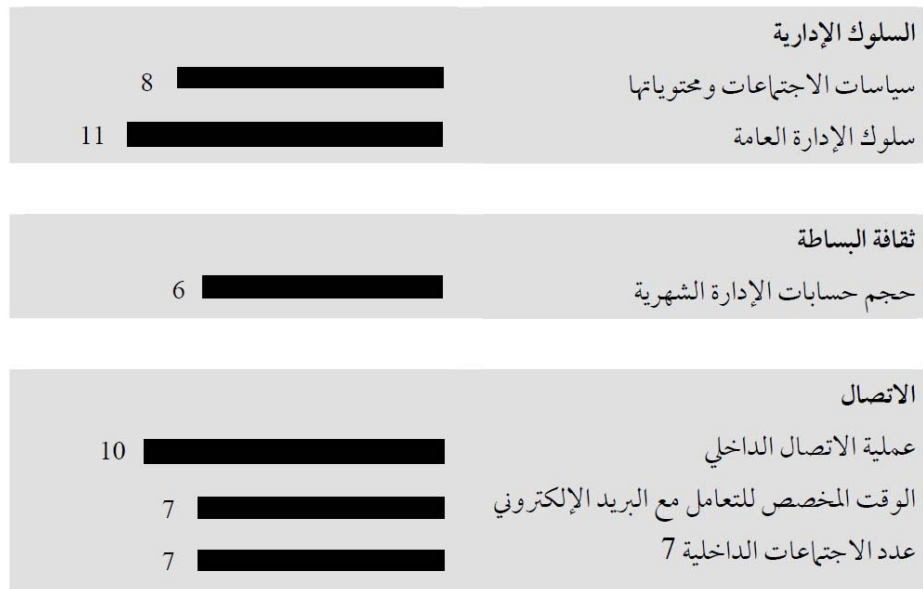 السلوك الإدارية
سياسات الاجتماعات ومحتوياتها 8
سلوك الإدارة العامة 11
ثقافة البساطة
حجم حسابات الإدارة الشهرية 6
الاتصال
عملية الاتصال الداخلي 10
الوقت المخصص للتعامل مع البريد الإلكتروني 7
عدد الاجتماعات الداخلية 7 7